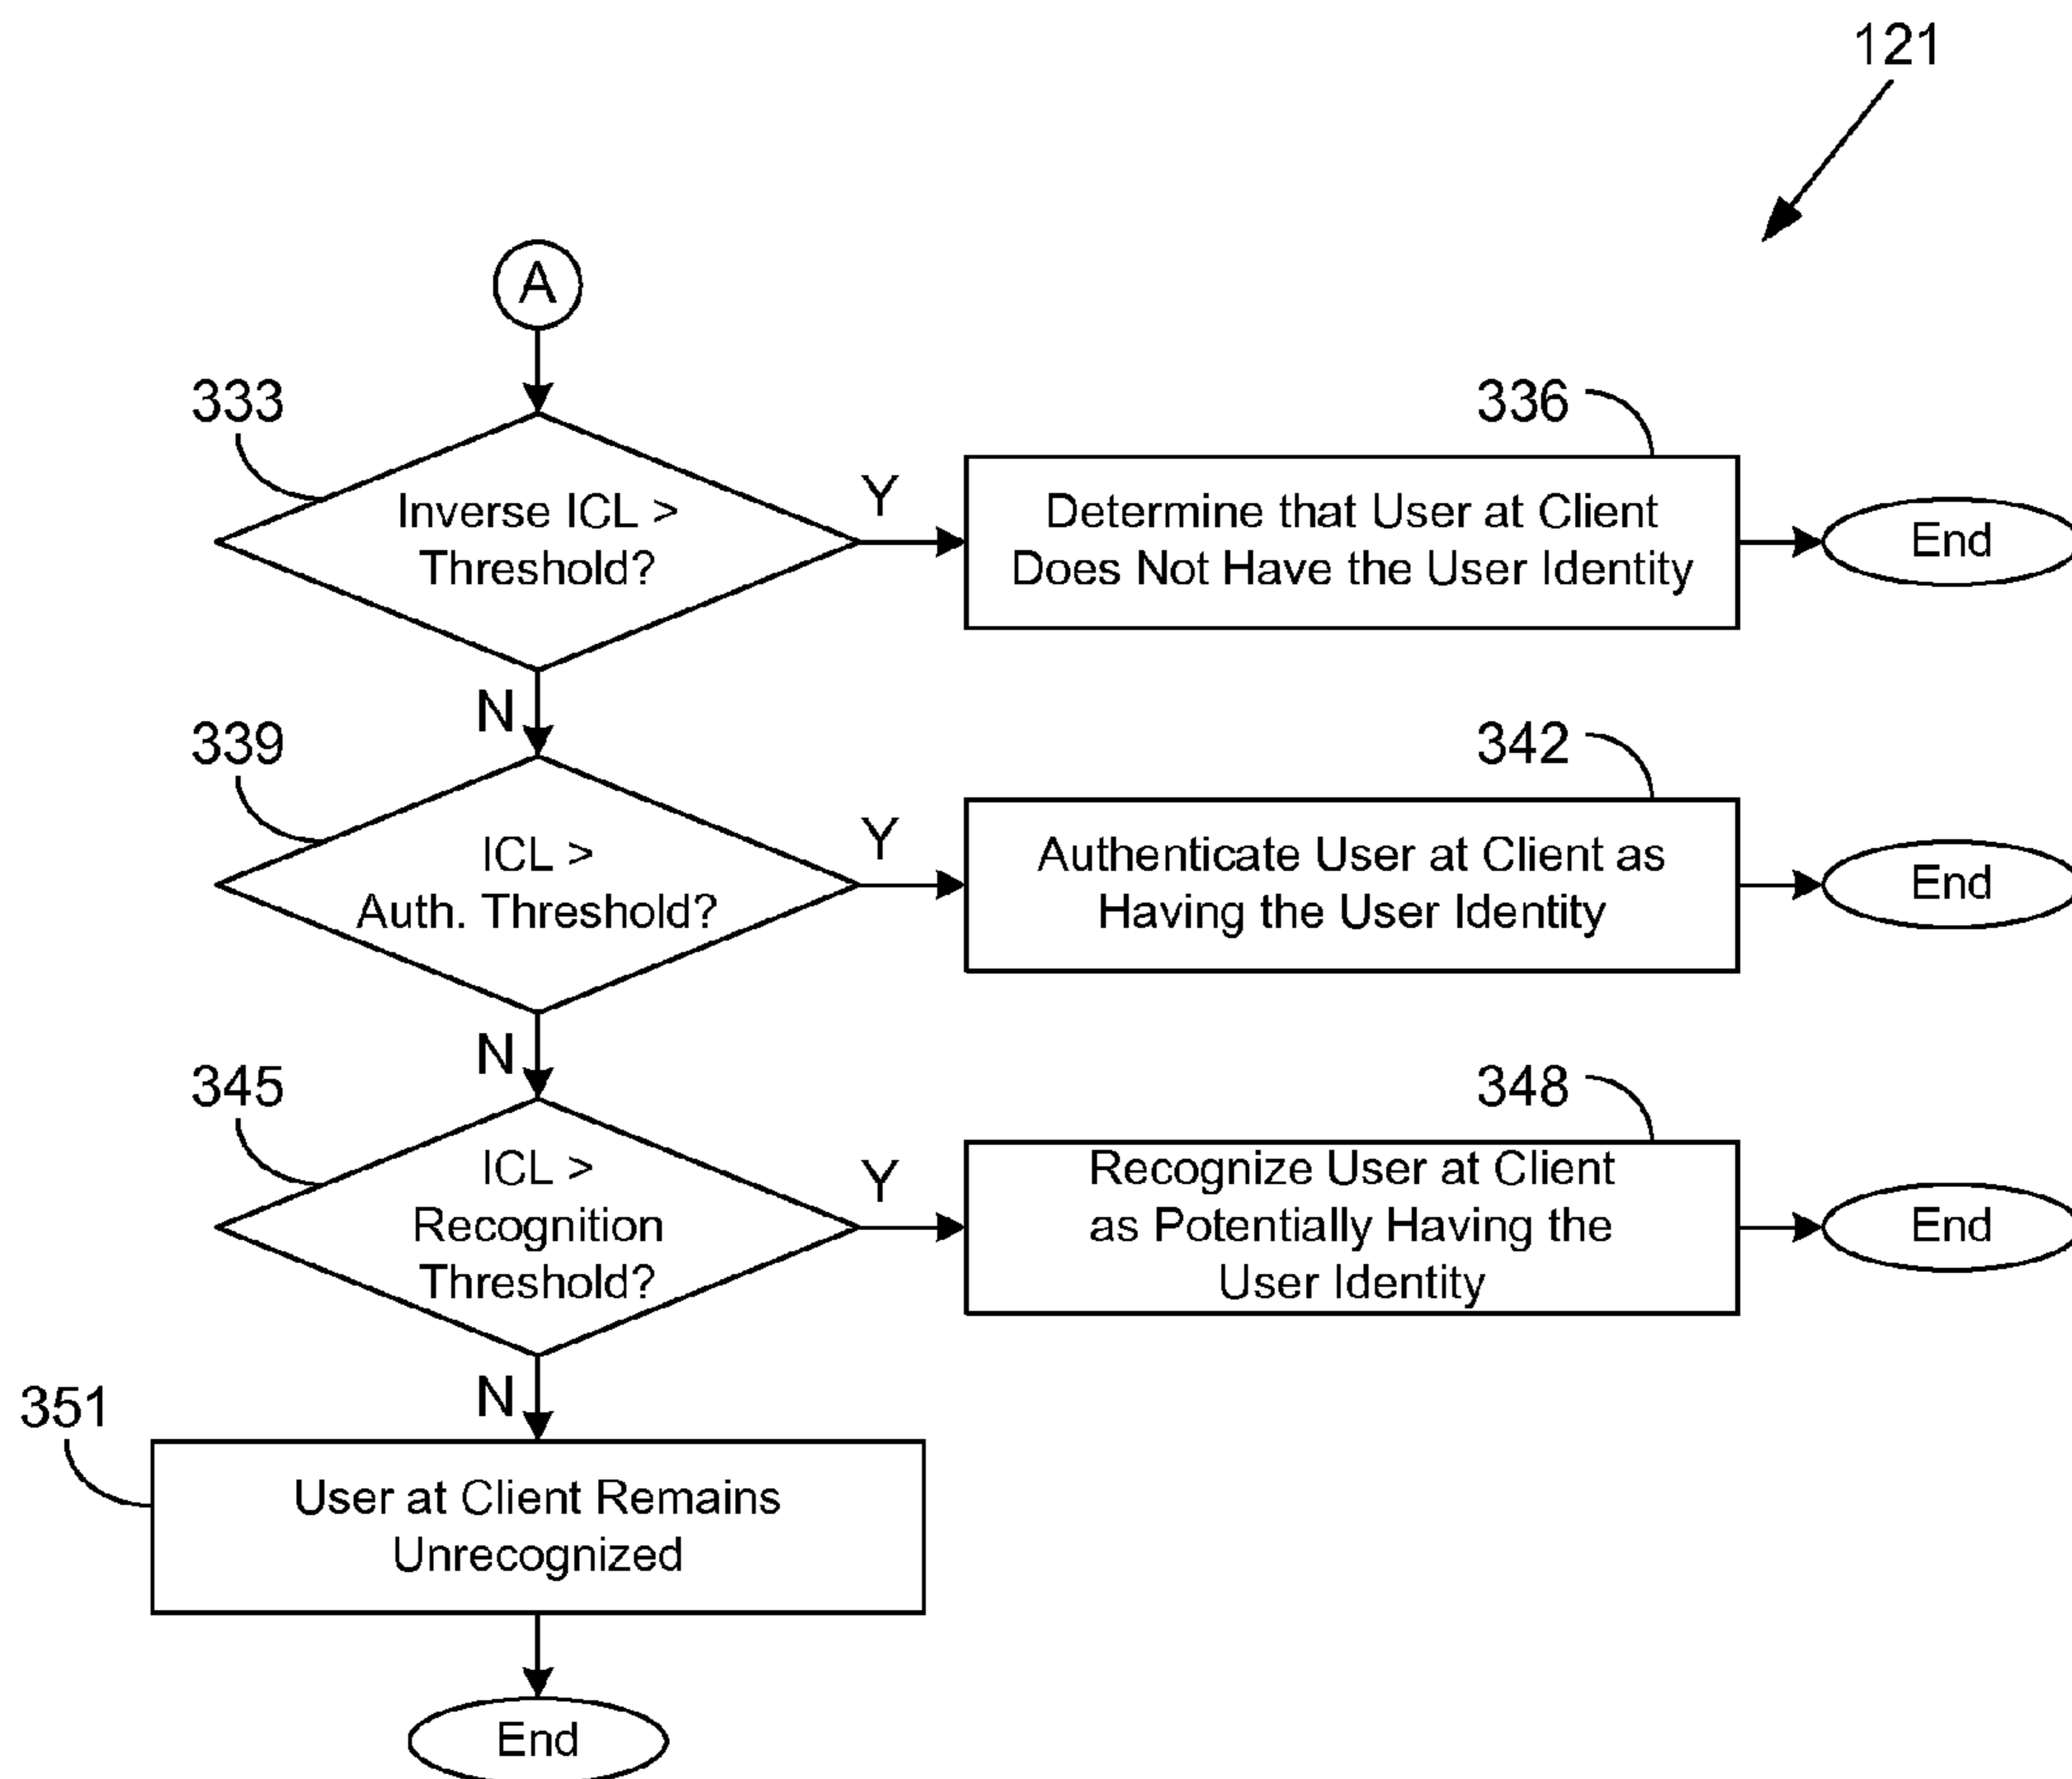 121
A
333
Inverse ICL >
Threshold?
Y
336
Determine that User at Client
Does Not Have the User Identity
End
N
339
ICL >
Auth. Threshold?
Y
342
Authenticate User at Client as
Having the User Identity
End
N
345
ICL >
Recognition
Threshold?
Y
348
Recognize User at Client
as Potentially Having the
User Identity
End
N
351
User at Client Remains
Unrecognized
End